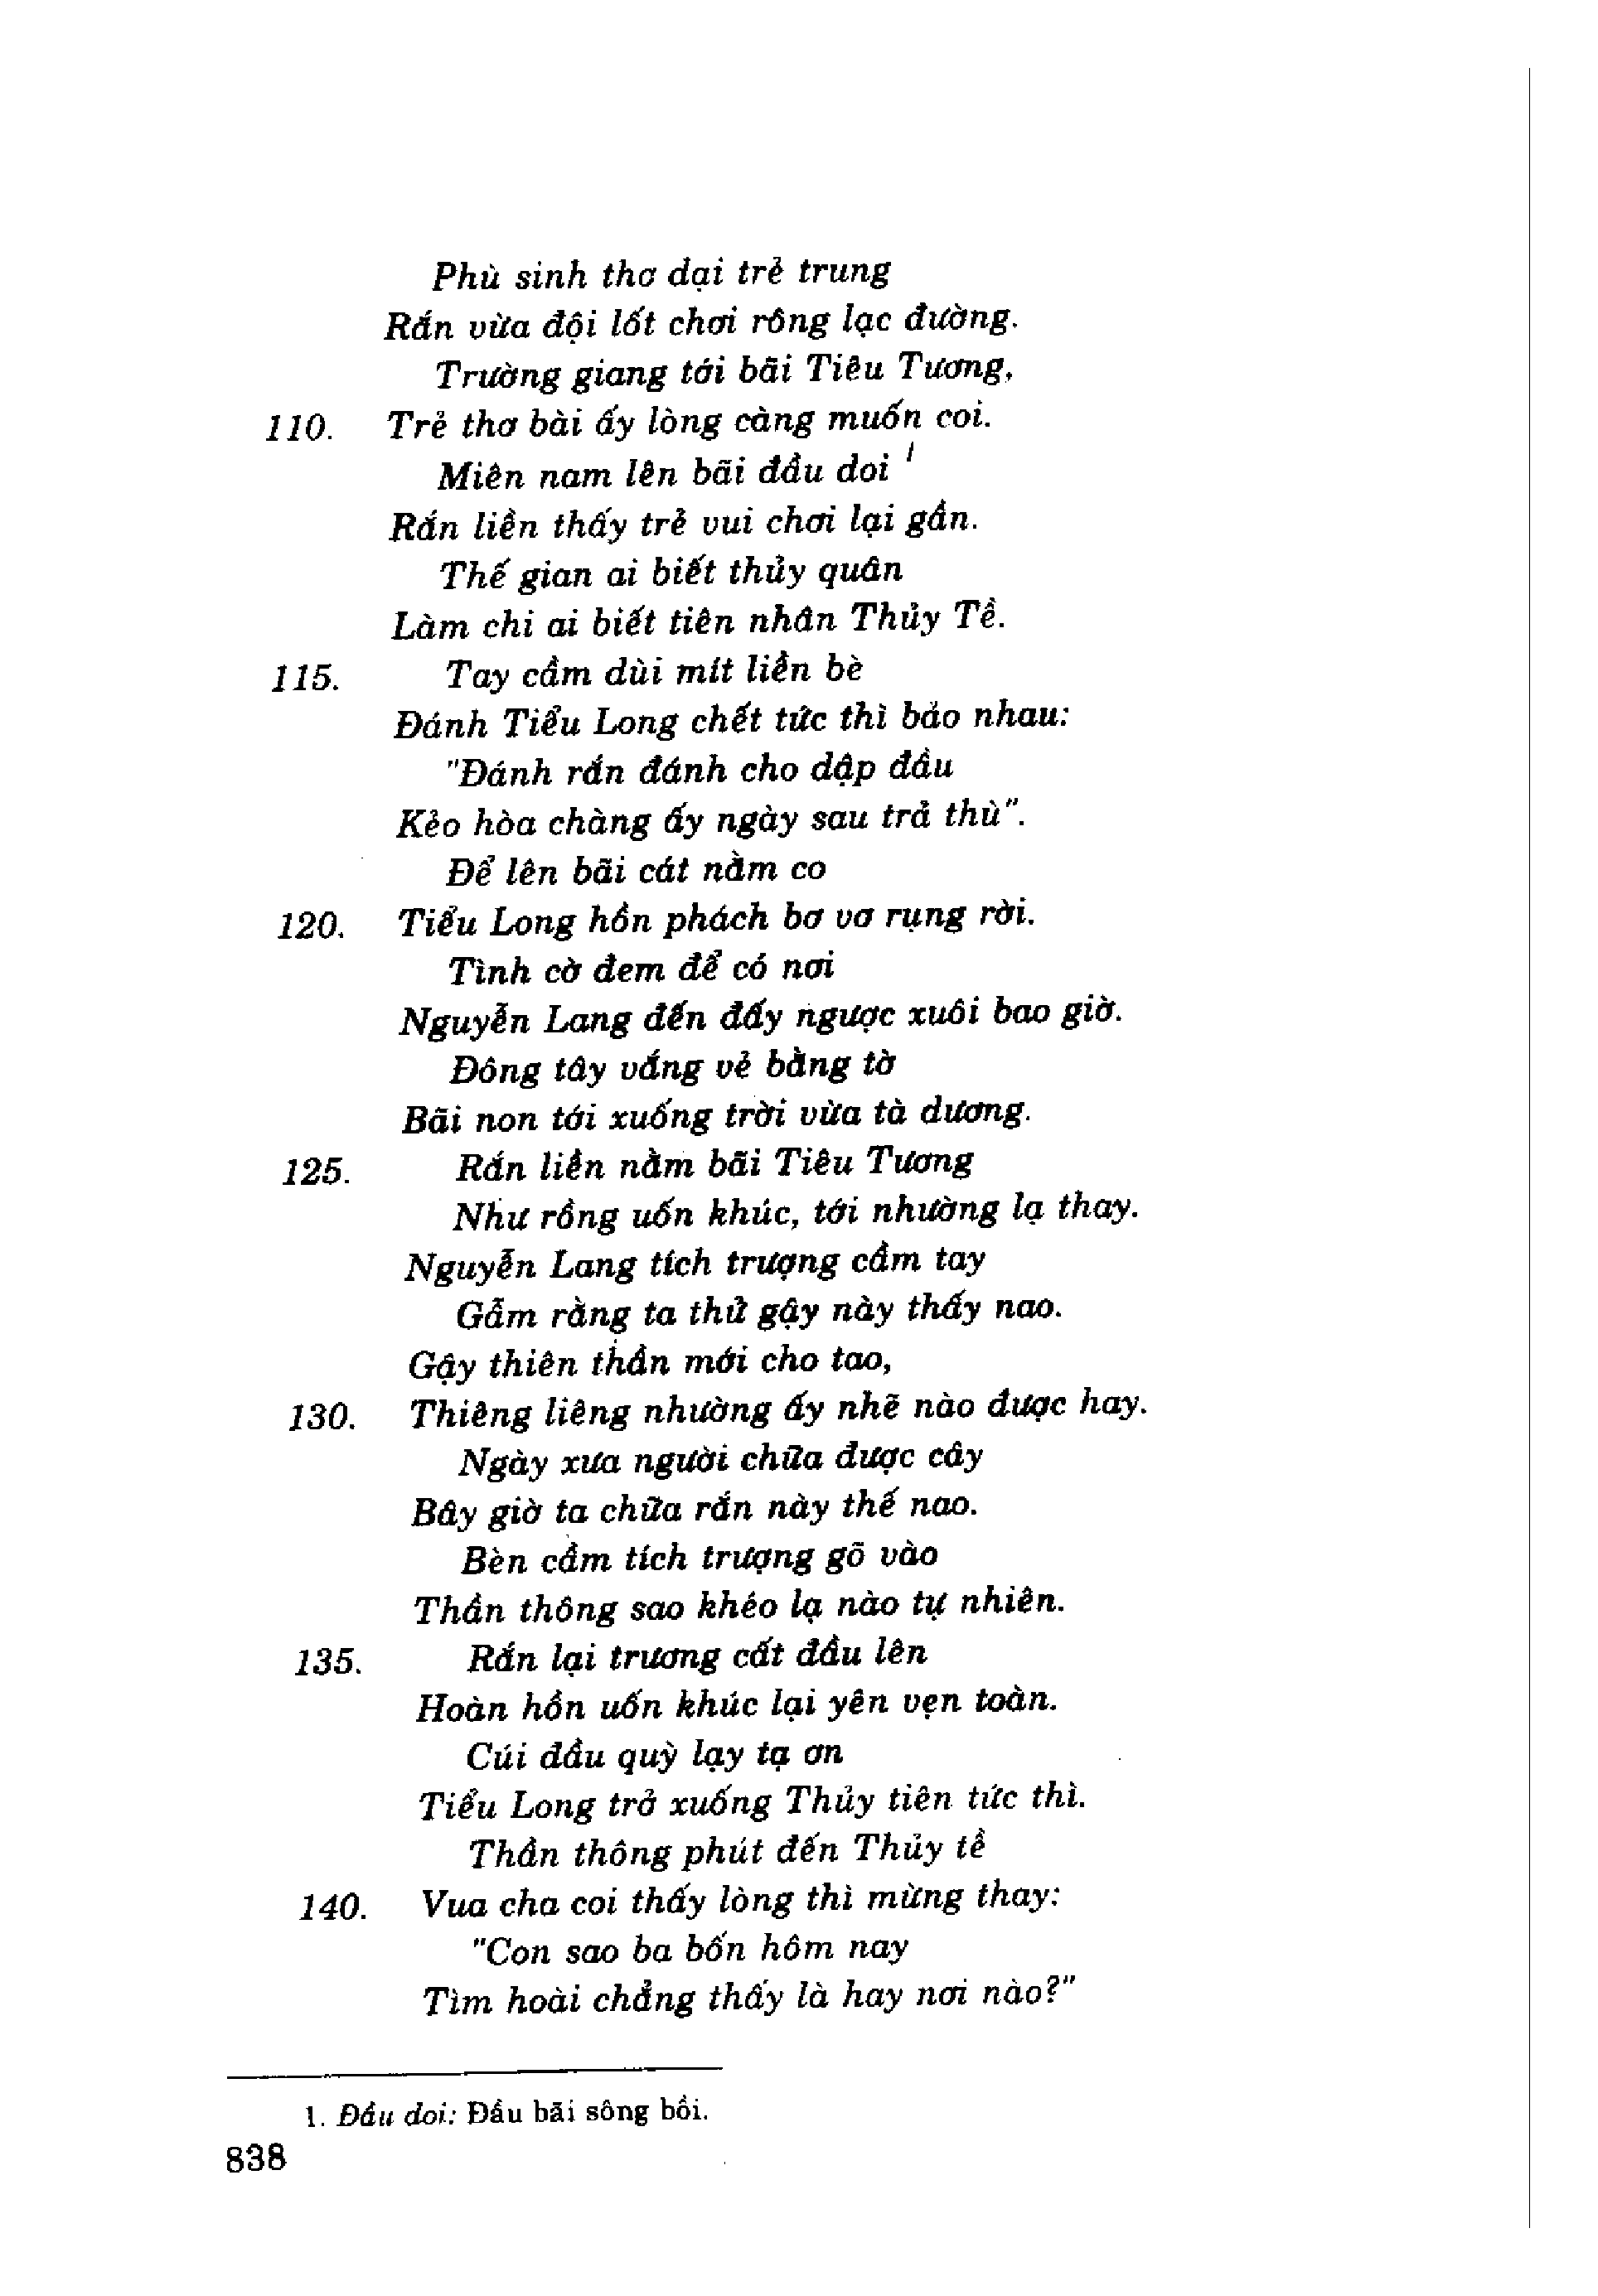 Phù sinh thơ dại trẻ trung
Rắn vừa đội lốt chơi rông lạc đường.
Trường giang tới bãi Tiêu Tương,
110. Trẻ thơ bài ấy lòng càng muốn coi.
Miên nam lên bãi đầu doi 1
Rắn liền thấy trẻ vui chơi lại gần.
Thế gian ai biết thủy quân
Làm chi ai biết tiên nhân Thủy Tề.
115. Tay cầm dùi mít liền bè
Đánh Tiểu Long chết tức thì bảo nhau:
"Đánh rắn đánh cho dập đầu
Kẻo hòa chàng ấy ngày sau trả thù".
Để lên bãi cát nằm co
120. Tiểu Long hồn phách bơ vơ rụng rời.
Tình cờ đem để có nơi
Nguyễn Lang đến đấy ngược xuôi bao giờ.
Đông tây vắng vẻ bằng tờ
Bãi non tới xuống trời vừa tà dương.
125. Rắn liền nằm bãi Tiêu Tương
Như rồng uốn khúc, tới nhường lạ thay.
Nguyễn Lang tích trượng cầm tay
Gẫm rằng ta thử gậy này thấy nao.
Gậy thiên thần mới cho tao,
130. Thiêng liêng nhường ấy nhẽ nào được hay.
Ngày xưa người chữa được cây
Bây giờ ta chữa rắn này thế nao.
Bèn cầm tích trượng gõ vào
Thần thông sao khéo lạ nào tự nhiên.
135. Rắn lại trương cất đầu lên
Hoàn hồn uốn khúc lại yên vẹn toàn.
Cúi đầu quỳ lạy tạ ơn
Tiểu Long trở xuống Thủy tiên tức thì.
Thần thông phút đến Thủy tề
140. Vua cha coi thấy lòng thì mừng thay:
"Con sao ba bốn hôm nay
Tìm hoài chẳng thấy là hay nơi nào?"
1. Đầu doi: Đầu bãi sông bồi.
838